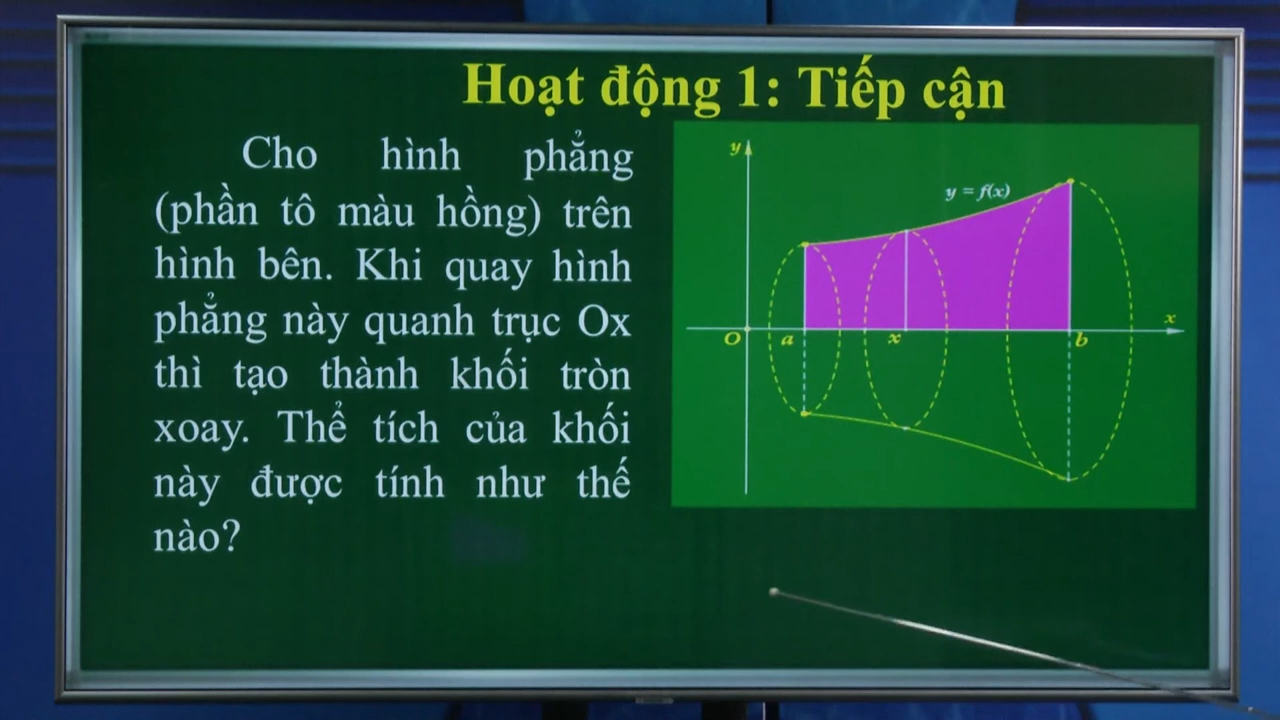 Hoạt động 1: Tiếp cận
Cho hình phẳng
(phần tô màu hồng) trên
hình bên. Khi quay hình
phẳng này quanh trục Ox
thì tạo thành khối tròn
xoay. Thể tích của khối
này được tính như thế
nào?
y
y = f(x)
x
O a x b